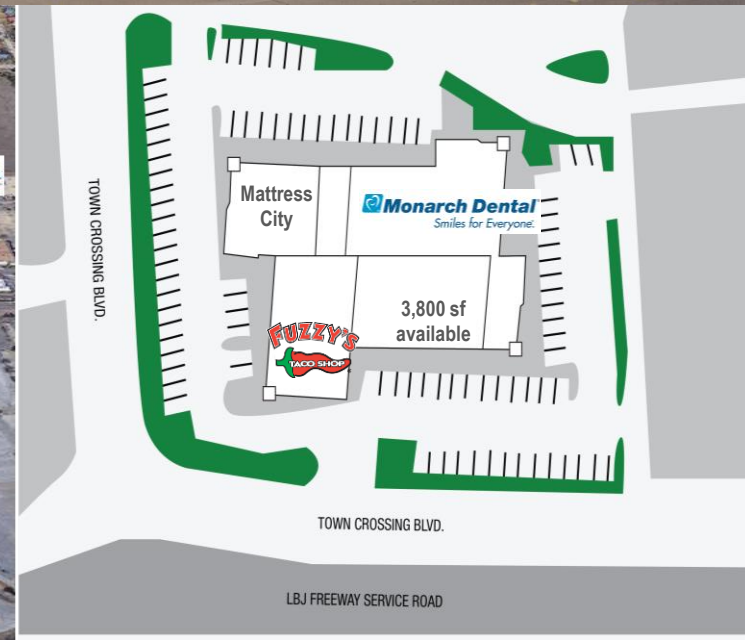 TOWN CROSSING BLVD.
Mattress
City
Monarch Dental
Smiles for Everyone.
FUZZY'S
TACO SHOP
3,800 sf
available
TOWN CROSSING BLVD.
LBJ FREEWAY SERVICE ROAD